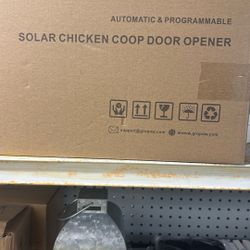 AUTOMATIC & PROGRAMMABLE
SOLAR CHICKEN COOP DOOR OPENER